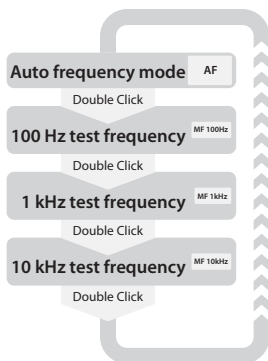 Auto frequency mode AF
Double Click
100 Hz test frequency MF 100Hz
Double Click
1 kHz test frequency MF 1kHz
Double Click
10 kHz test frequency MF 10kHz
Double Click